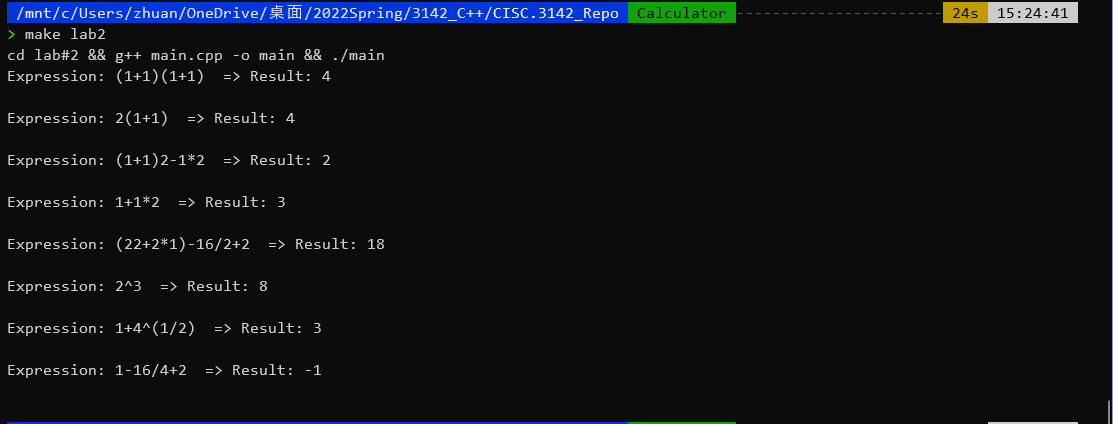 /mnt/c/Users/zhuan/OneDrive/桌面/2022Spring/3142_C++/CISC.3142_Repo Calculator 24s 15:24:41
> make lab2
cd lab#2 && g++ main.cpp -o main && ./main
Expression: (1+1)(1+1)  => Result: 4
Expression: 2(1+1)  => Result: 4
Expression: (1+1)2-1*2  => Result: 2
Expression: 1+1*2  => Result: 3
Expression: (22+2*1)-16/2+2  => Result: 18
Expression: 2^3  => Result: 8
Expression: 1+4^(1/2)  => Result: 3
Expression: 1-16/4+2  => Result: -1